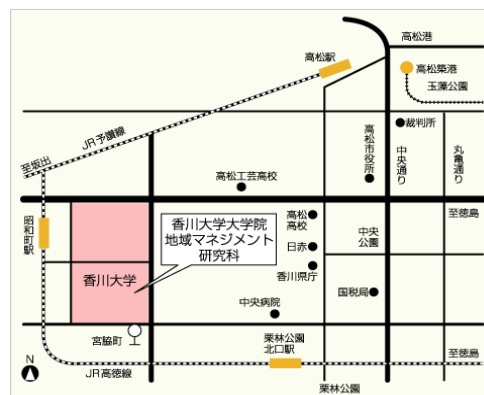 高松港
高松駅
高松築港
玉藻公園
JR予讃線
至坂出
裁判所
高松
市役所
中央通り
丸亀町
高松工芸高校
至徳島
昭和町駅
香川大学大学院
地域マネジメント
研究科
高松
高校
日赤
香川県庁
中央
公園
香川大学
国税局
中央病院
宮脇町
栗林公園
北口駅
至徳島
N
JR高徳線
栗林公園